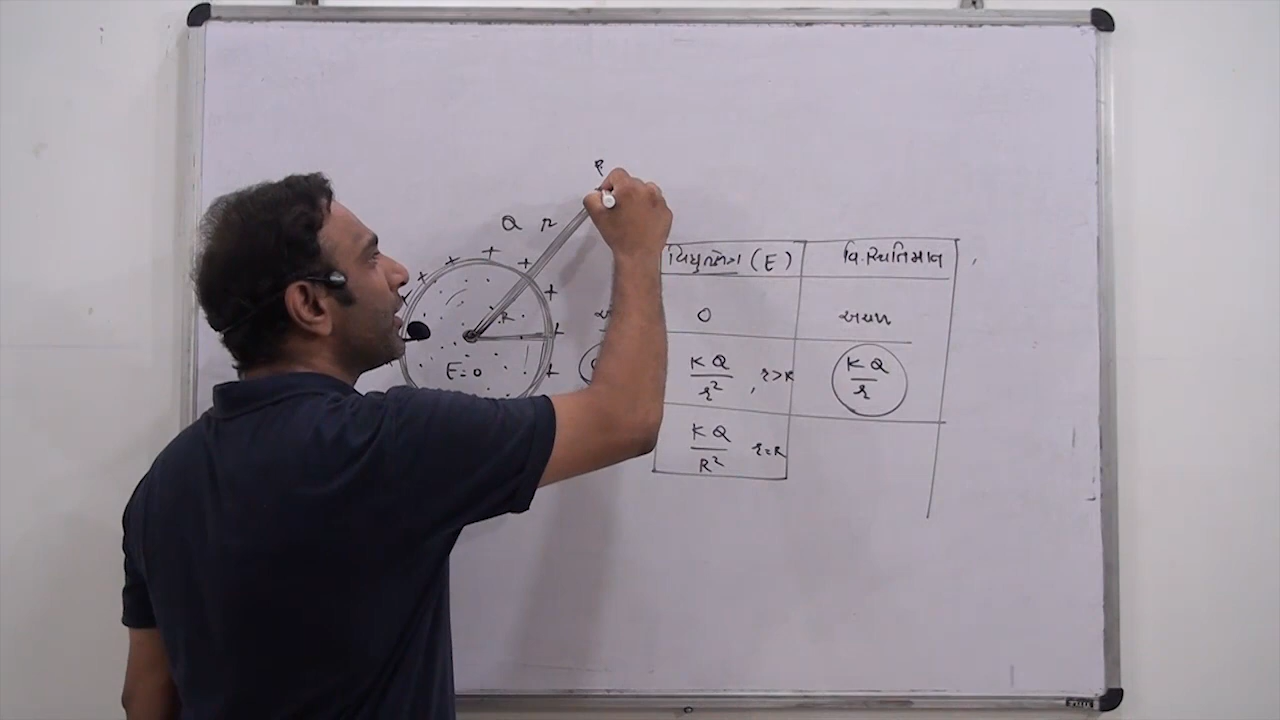 P
Q r
R
E=0
વિદ્યુતક્ષેત્ર (E) વિ.સ્થિતિમાન
0 અચળ
KQ/r² , r>R KQ/r
KQ/R² r=R